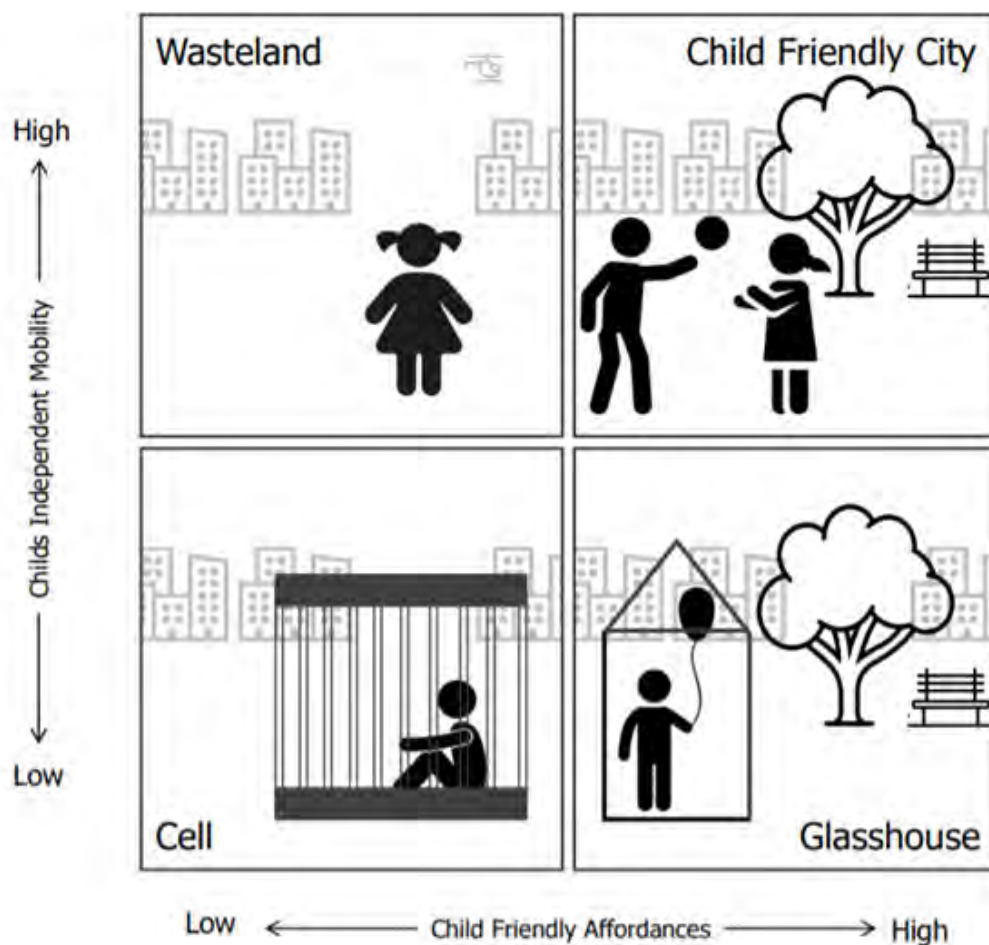 Wasteland
Child Friendly City
High
Childs Independent Mobility
Low
Cell
Glasshouse
Low
Child Friendly Affordances
High